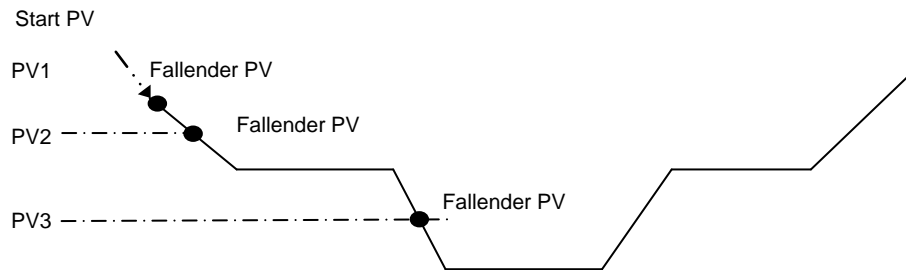 Start PV
PV1
Fallender PV
PV2
Fallender PV
Fallender PV
PV3